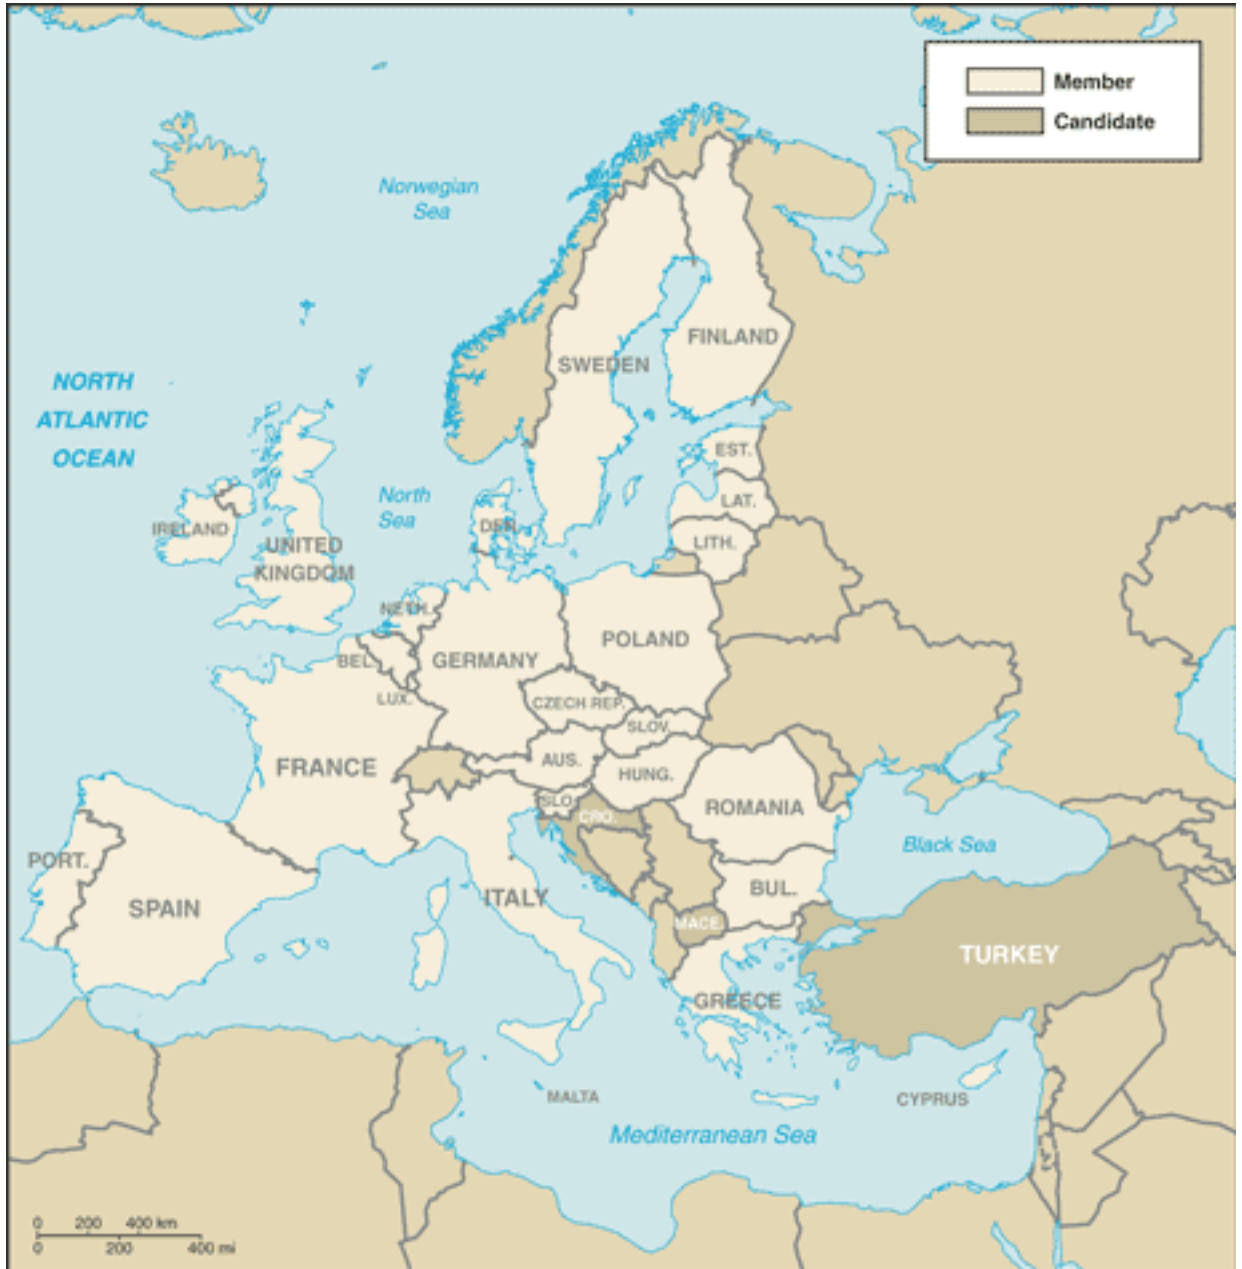 Member
Candidate
Norwegian
Sea
NORTH
ATLANTIC
OCEAN
FINLAND
SWEDEN
EST.
North
Sea
LAT.
IRELAND
DEN.
UNITED
KINGDOM
LITH.
NETH.
POLAND
BEL.
GERMANY
LUX.
CZECH REP.
SLOV.
FRANCE
AUS.
HUNG.
SLO.
CRO.
ROMANIA
Black Sea
PORT.
SPAIN
ITALY
BUL.
MACE.
TURKEY
GREECE
MALTA
CYPRUS
Mediterranean Sea
0 200 400 km
0 200 400 mi